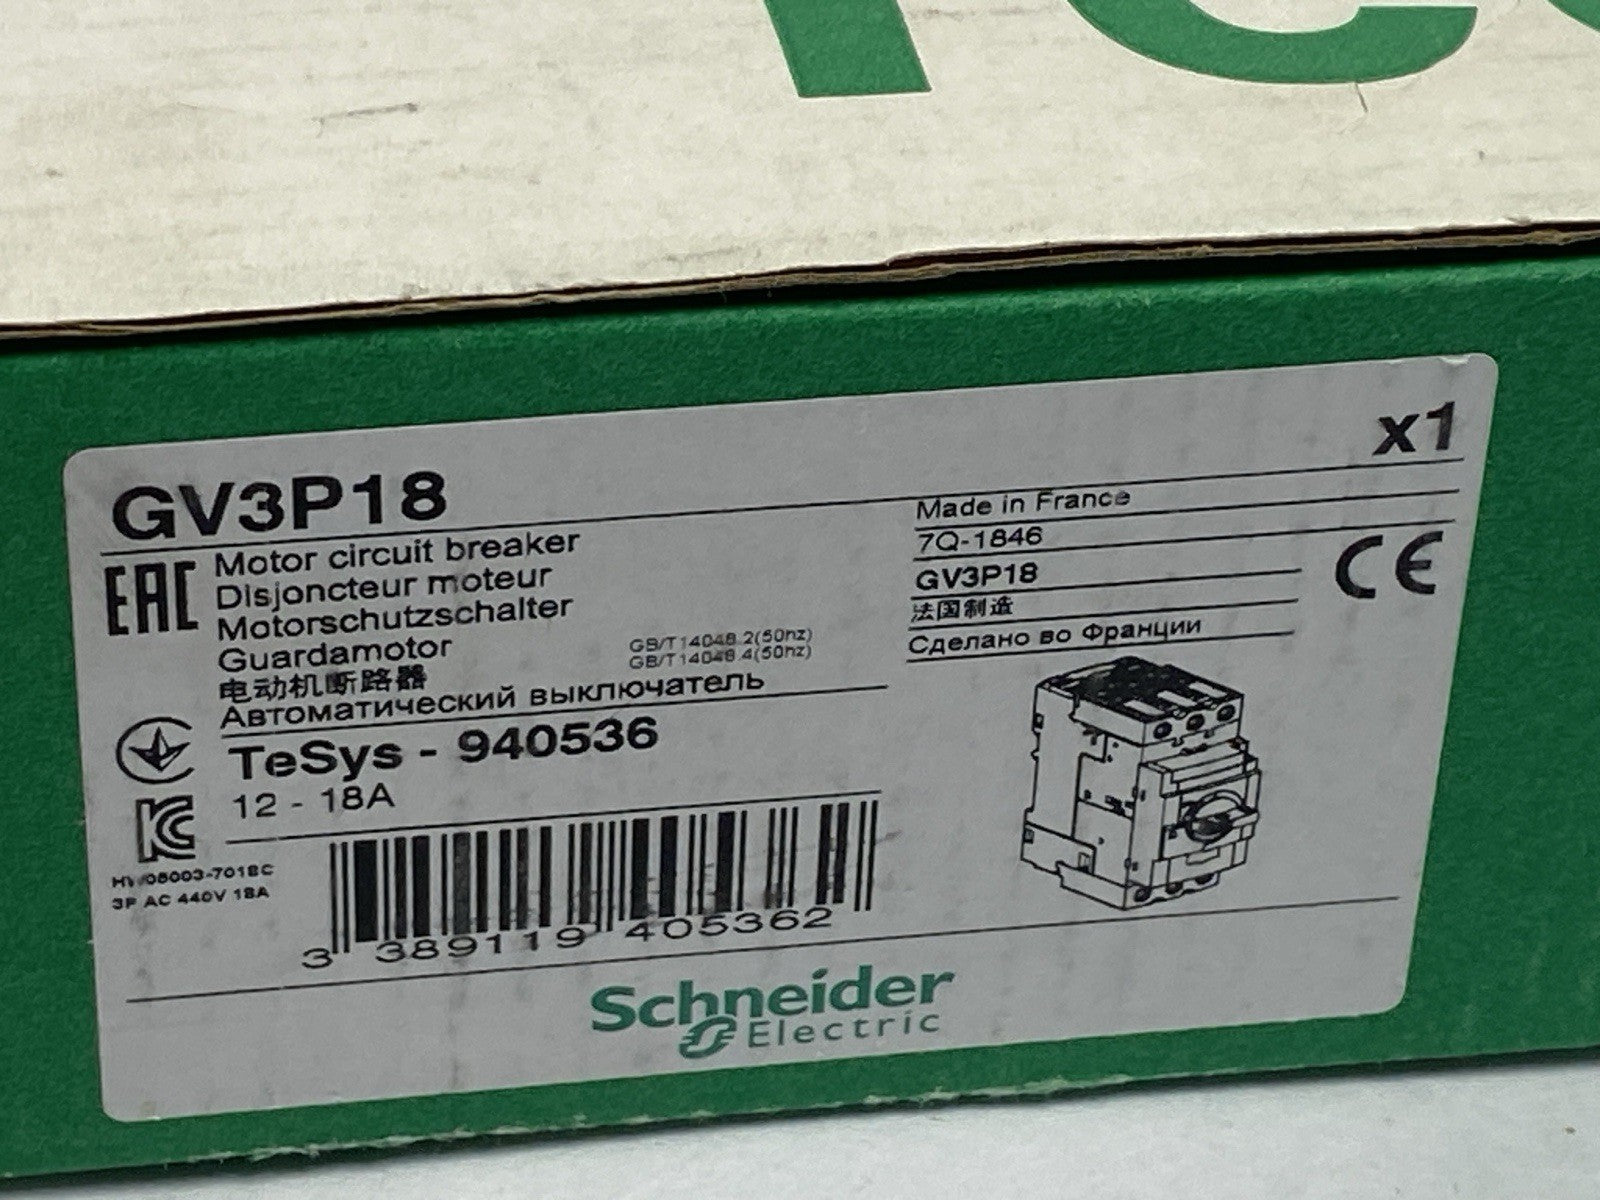 x1
GV3P18
EAC
Motor circuit breaker
Disjoncteur moteur
Motorschutzschalter
Guardamotor
电动机断路器
Автоматический выключатель
GB/T14048.2(50hz)
GB/T14048.4(50hz)
Made in France
7Q-1846
GV3P18
法国制造
Сделано во Франции
CE
TeSys - 940536
12 - 18A
3P AC 440V 18A
3 389119 405362
Schneider
Electric